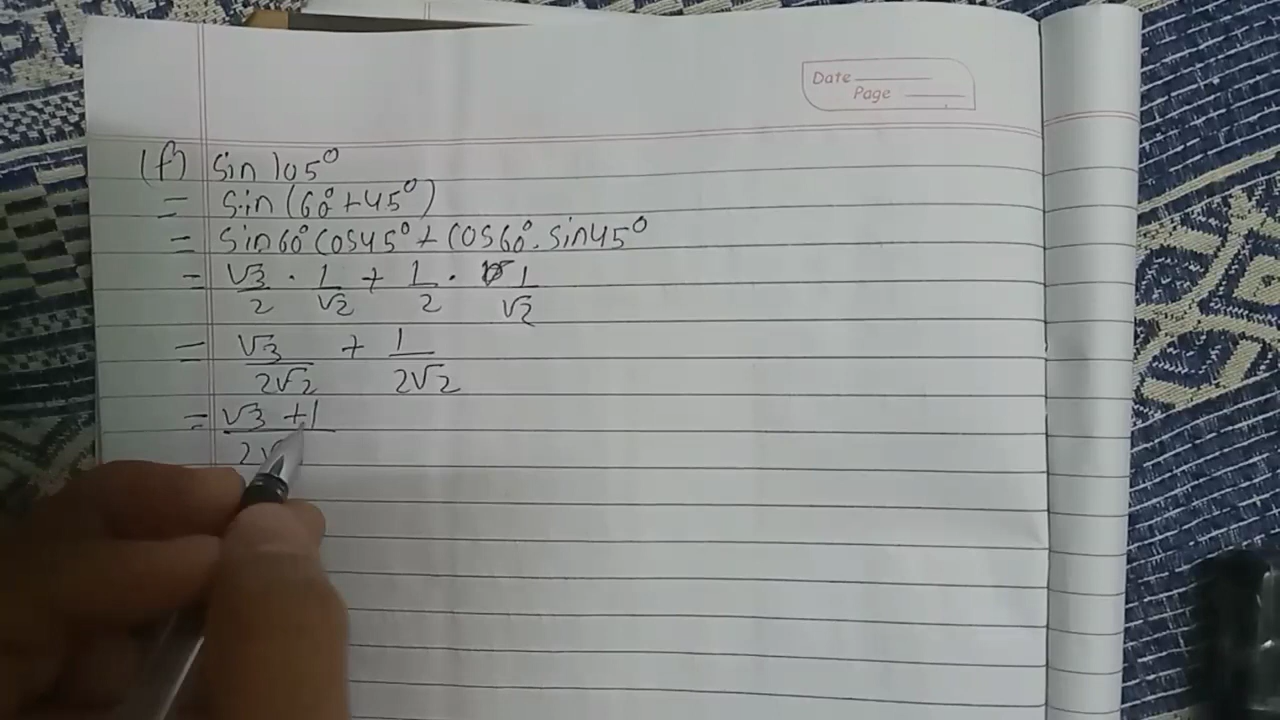 Date
Page
(f) sin 105°
= sin (60° + 45°)
= sin60° cos45° + cos60° . sin45°
= √3/2 . 1/√2 + 1/2 . 1/√2
= √3/2√2 + 1/2√2
= √3 + 1/2√